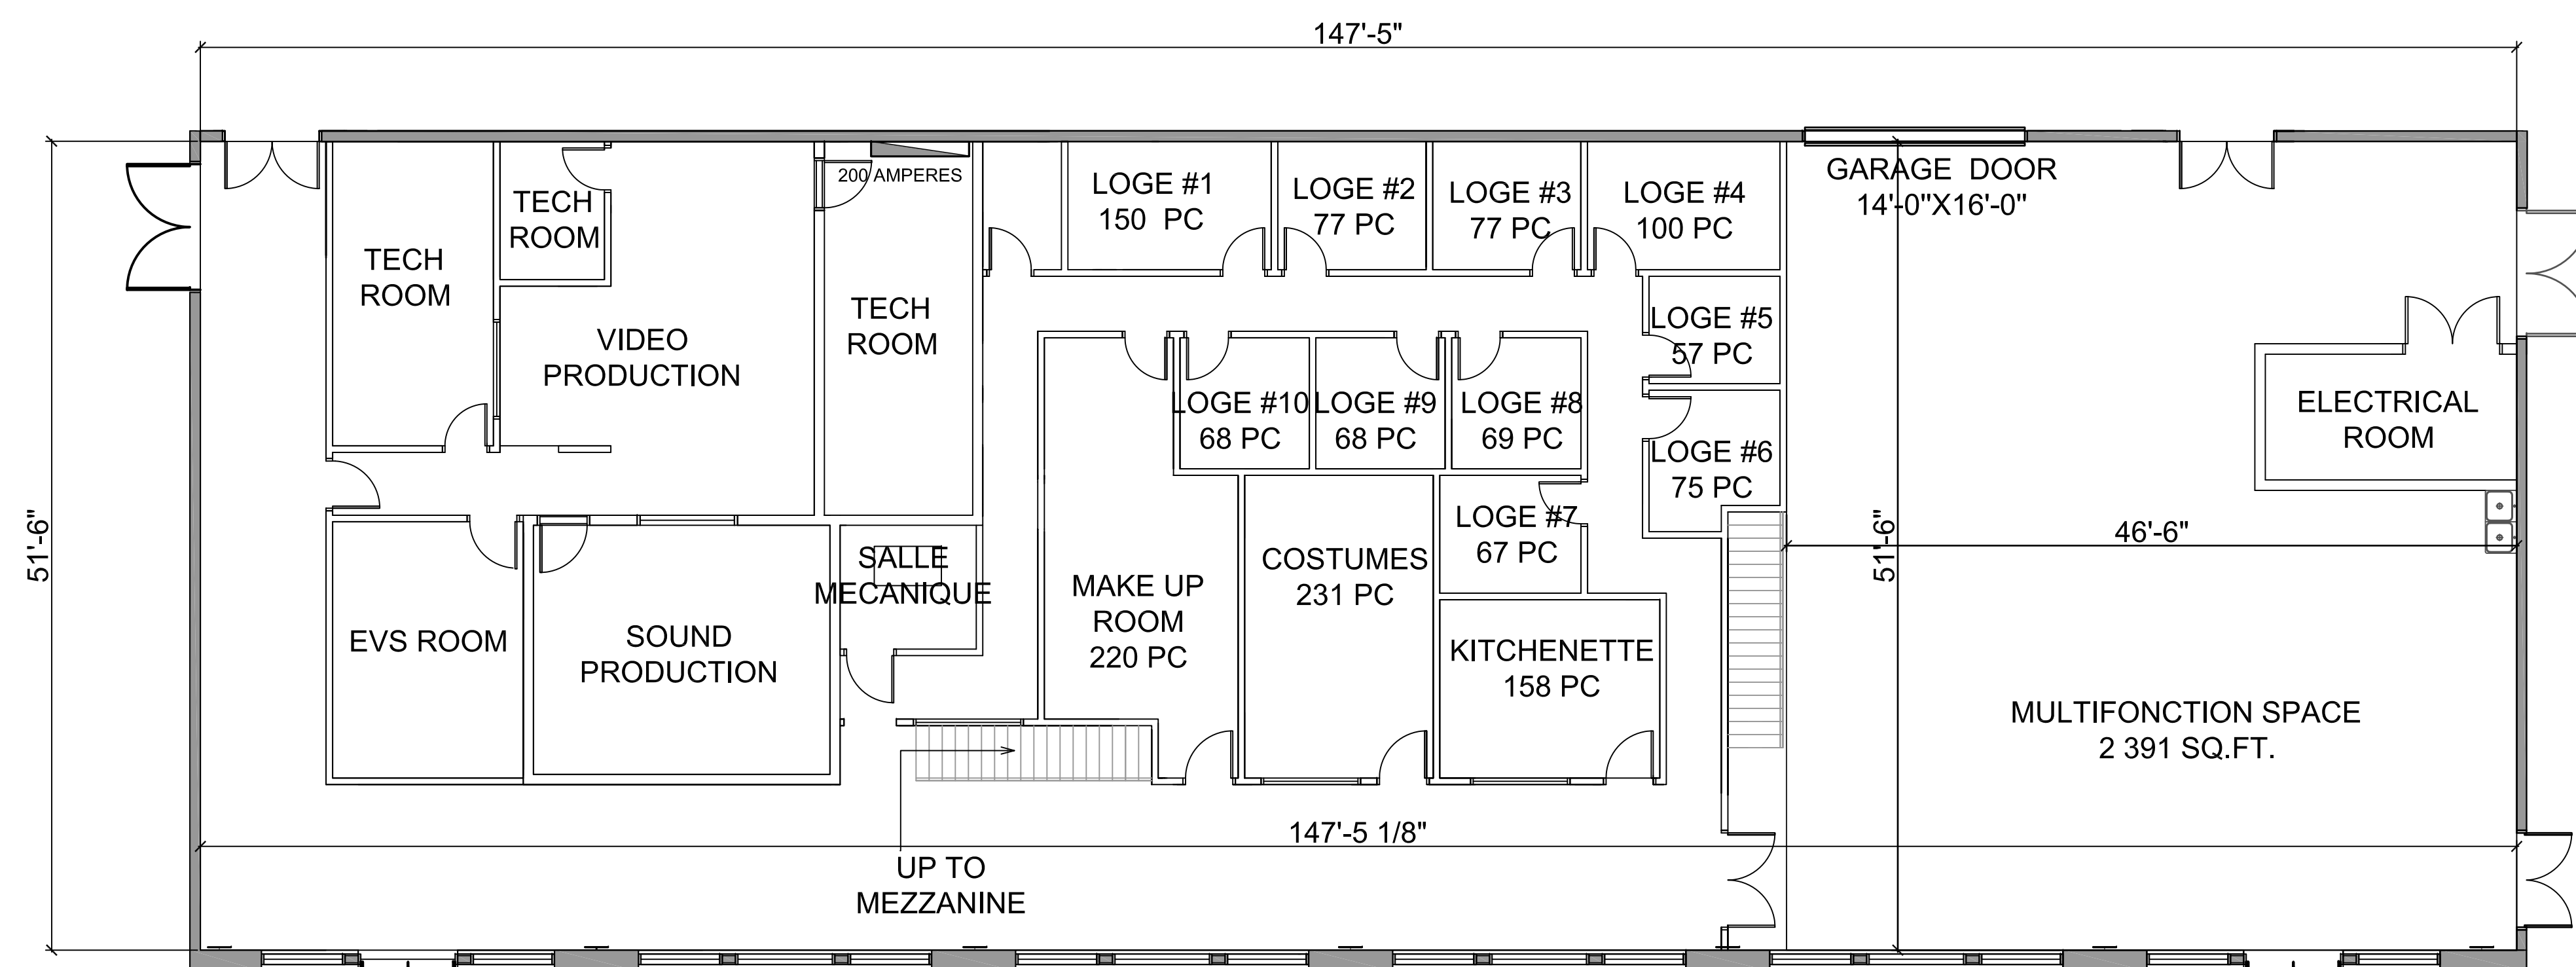 147'-5"
GARAGE DOOR
14'-0"X16'-0"
200 AMPERES
LOGE #1
150 PC
LOGE #2
77 PC
LOGE #3
77 PC
LOGE #4
100 PC
TECH
ROOM
TECH
ROOM
TECH
ROOM
VIDEO
PRODUCTION
LOGE #5
57 PC
LOGE #10
68 PC
LOGE #9
68 PC
LOGE #8
69 PC
LOGE #6
75 PC
ELECTRICAL
ROOM
51'-6"
LOGE #7
67 PC
51'-6"
46'-6"
SALLE
MECANIQUE
COSTUMES
231 PC
MAKE UP
ROOM
220 PC
EVS ROOM
SOUND
PRODUCTION
KITCHENETTE
158 PC
MULTIFONCTION SPACE
2 391 SQ.FT.
147'-5 1/8"
UP TO
MEZZANINE